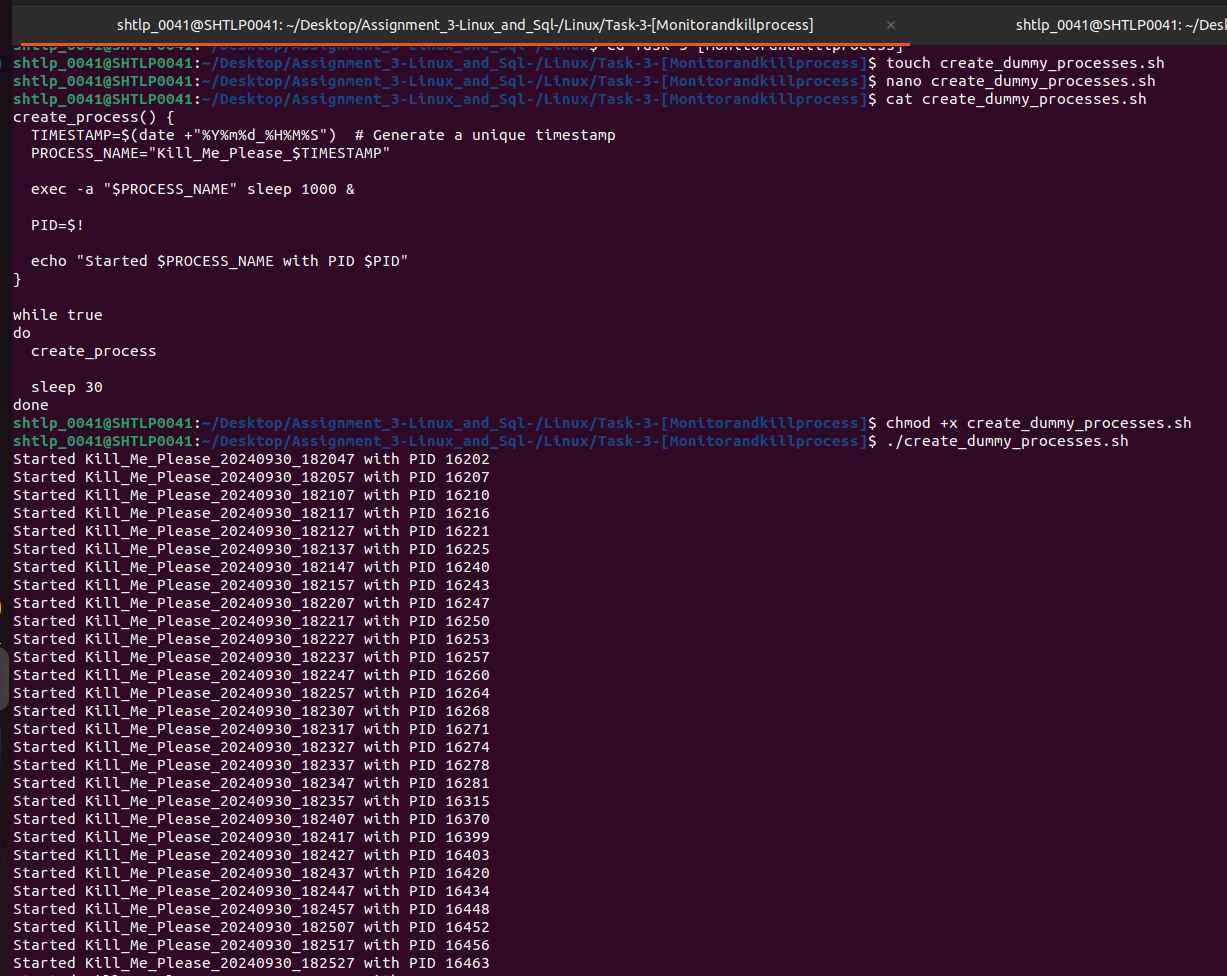 shtlp_0041@SHTLP0041: ~/Desktop/Assignment_3-Linux_and_Sql-/Linux/Task-3-[Monitorandkillprocess] × shtlp_0041@SHTLP0041: ~/Des
shtlp_0041@SHTLP0041:~/Desktop/Assignment_3-Linux_and_Sql-/Linux$ cd Task-3-[Monitorandkillprocess]
shtlp_0041@SHTLP0041:~/Desktop/Assignment_3-Linux_and_Sql-/Linux/Task-3-[Monitorandkillprocess]$ touch create_dummy_processes.sh
shtlp_0041@SHTLP0041:~/Desktop/Assignment_3-Linux_and_Sql-/Linux/Task-3-[Monitorandkillprocess]$ nano create_dummy_processes.sh
shtlp_0041@SHTLP0041:~/Desktop/Assignment_3-Linux_and_Sql-/Linux/Task-3-[Monitorandkillprocess]$ cat create_dummy_processes.sh
create_process() {
  TIMESTAMP=$(date +"%Y%m%d_%H%M%S")  # Generate a unique timestamp
  PROCESS_NAME="Kill_Me_Please_$TIMESTAMP"
  exec -a "$PROCESS_NAME" sleep 1000 &
  PID=$!
  echo "Started $PROCESS_NAME with PID $PID"
}
while true
do
  create_process
  sleep 30
done
shtlp_0041@SHTLP0041:~/Desktop/Assignment_3-Linux_and_Sql-/Linux/Task-3-[Monitorandkillprocess]$ chmod +x create_dummy_processes.sh
shtlp_0041@SHTLP0041:~/Desktop/Assignment_3-Linux_and_Sql-/Linux/Task-3-[Monitorandkillprocess]$ ./create_dummy_processes.sh
Started Kill_Me_Please_20240930_182047 with PID 16202
Started Kill_Me_Please_20240930_182057 with PID 16207
Started Kill_Me_Please_20240930_182107 with PID 16210
Started Kill_Me_Please_20240930_182117 with PID 16216
Started Kill_Me_Please_20240930_182127 with PID 16221
Started Kill_Me_Please_20240930_182137 with PID 16225
Started Kill_Me_Please_20240930_182147 with PID 16240
Started Kill_Me_Please_20240930_182157 with PID 16243
Started Kill_Me_Please_20240930_182207 with PID 16247
Started Kill_Me_Please_20240930_182217 with PID 16250
Started Kill_Me_Please_20240930_182227 with PID 16253
Started Kill_Me_Please_20240930_182237 with PID 16257
Started Kill_Me_Please_20240930_182247 with PID 16260
Started Kill_Me_Please_20240930_182257 with PID 16264
Started Kill_Me_Please_20240930_182307 with PID 16268
Started Kill_Me_Please_20240930_182317 with PID 16271
Started Kill_Me_Please_20240930_182327 with PID 16274
Started Kill_Me_Please_20240930_182337 with PID 16278
Started Kill_Me_Please_20240930_182347 with PID 16281
Started Kill_Me_Please_20240930_182357 with PID 16315
Started Kill_Me_Please_20240930_182407 with PID 16370
Started Kill_Me_Please_20240930_182417 with PID 16399
Started Kill_Me_Please_20240930_182427 with PID 16403
Started Kill_Me_Please_20240930_182437 with PID 16420
Started Kill_Me_Please_20240930_182447 with PID 16434
Started Kill_Me_Please_20240930_182457 with PID 16448
Started Kill_Me_Please_20240930_182507 with PID 16452
Started Kill_Me_Please_20240930_182517 with PID 16456
Started Kill_Me_Please_20240930_182527 with PID 16463